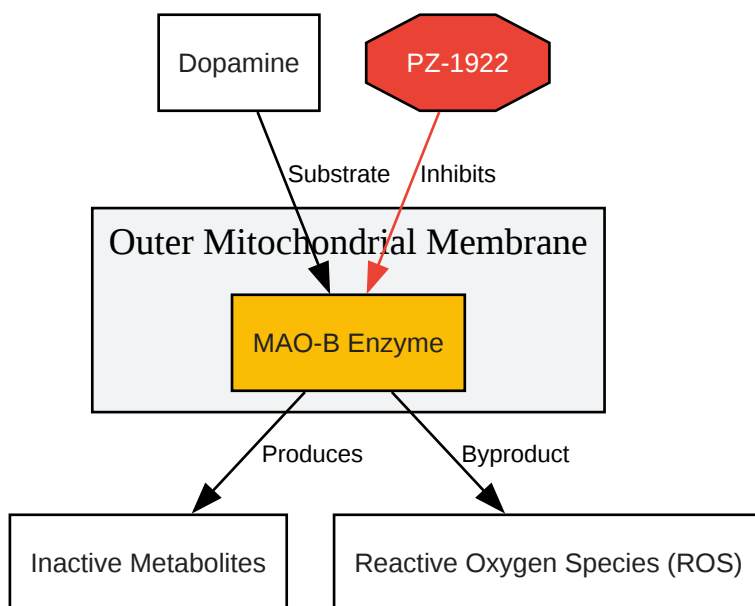 Dopamine
PZ-1922
Substrate
Inhibits
Outer Mitochondrial Membrane
MAO-B Enzyme
Produces
Byproduct
Inactive Metabolites
Reactive Oxygen Species (ROS)